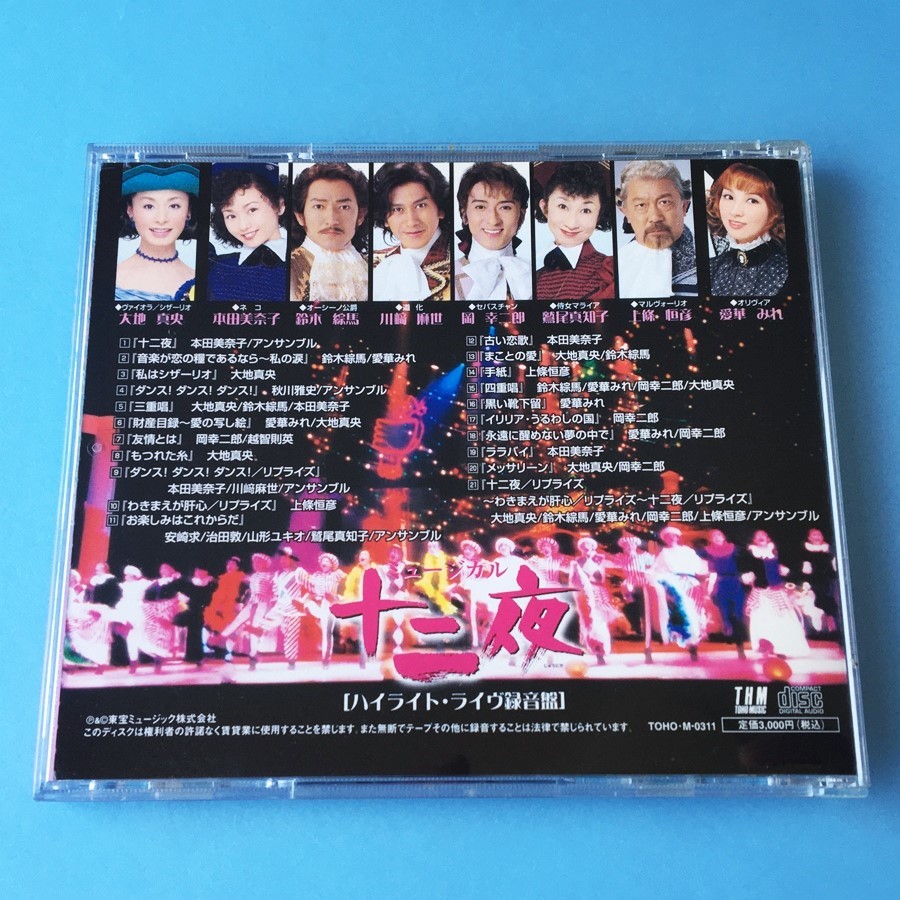 ◆ヴァイオラ/シザーリオ ◆ネコ ◆オーシーノ公爵 ◆道化 ◆セバスチャン ◆侍女マライア ◆マルヴォーリオ ◆オリヴィア
大地 真央 本田美奈子 鈴木 綜馬 川﨑 麻世 岡 幸二郎 鷲尾真知子 上條 恒彦 愛華 みれ
1『十二夜』 本田美奈子/アンサンブル
2『音楽が恋の糧であるなら～私の涙』 鈴木綜馬/愛華みれ
3『私はシザーリオ』 大地真央
4『ダンス! ダンス! ダンス!』 秋川雅史/アンサンブル
5『三重唱』 大地真央/鈴木綜馬/本田美奈子
6『財産目録～愛の写し絵』 愛華みれ/大地真央
7『友情とは』 岡幸二郎/越智則英
8『もつれた糸』 大地真央
9『ダンス! ダンス! ダンス!/リプライズ』
本田美奈子/川﨑麻世/アンサンブル
10『わきまえが肝心/リプライズ』 上條恒彦
11『お楽しみはこれからだ』
安崎求/治田敦/山形ユキオ/鷲尾真知子/アンサンブル
12『古い恋歌』 本田美奈子
13『まことの愛』 大地真央/鈴木綜馬
14『手紙』 上條恒彦
15『四重唱』 鈴木綜馬/愛華みれ/岡幸二郎/大地真央
16『黒い靴下留』 愛華みれ
17『イリリア・うるわしの国』 岡幸二郎
18『永遠に醒めない夢の中で』 愛華みれ/岡幸二郎
19『ララバイ』 本田美奈子
20『メッサリーン』 大地真央/岡幸二郎
21『十二夜/リプライズ
～わきまえが肝心/リプライズ～十二夜/リプライズ』
大地真央/鈴木綜馬/愛華みれ/岡幸二郎/上條恒彦/アンサンブル
ミュージカル
十二夜
[ハイライト・ライヴ録音盤]
℗&©東宝ミュージック株式会社
このディスクは権利者の許諾なく賃貸業に使用することを禁じます。また無断でテープその他に録音することは法律で禁じられています。
TOHO・M-0311
THM
TOHO MUSIC
COMPACT
disc
DIGITAL AUDIO
定価3,000円(税込)